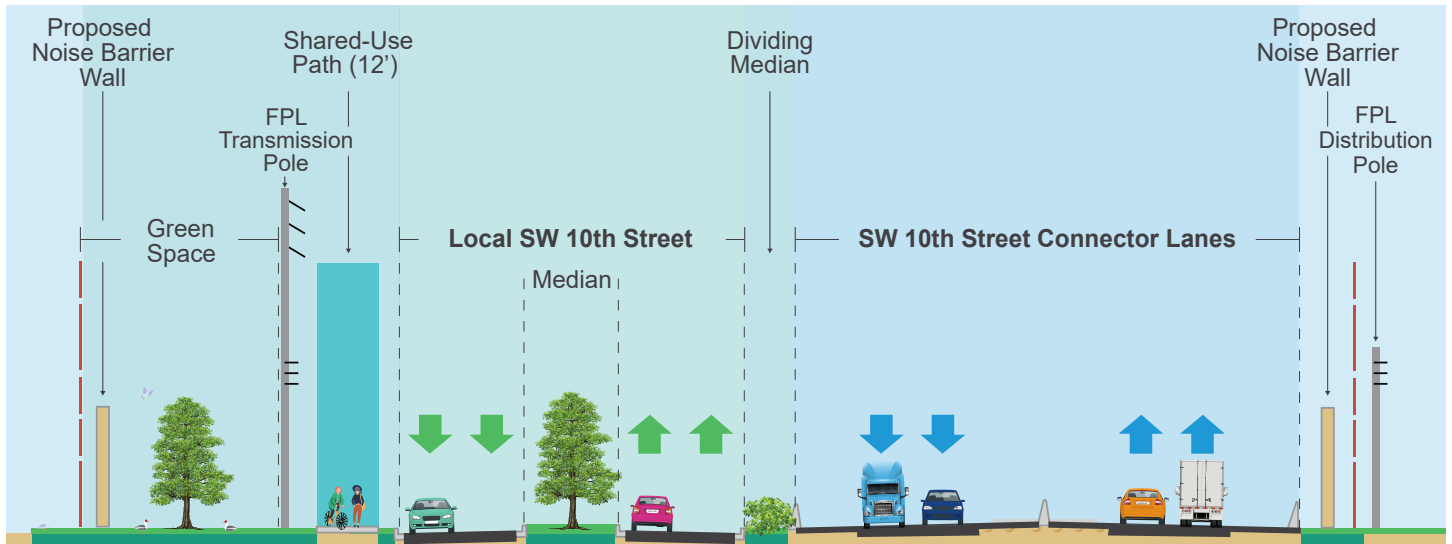 Proposed
Noise Barrier
Wall
Shared-Use
Path (12’)
Dividing
Median
Proposed
Noise Barrier
Wall
FPL
Transmission
Pole
FPL
Distribution
Pole
Green
Space
Local SW 10th Street
SW 10th Street Connector Lanes
Median